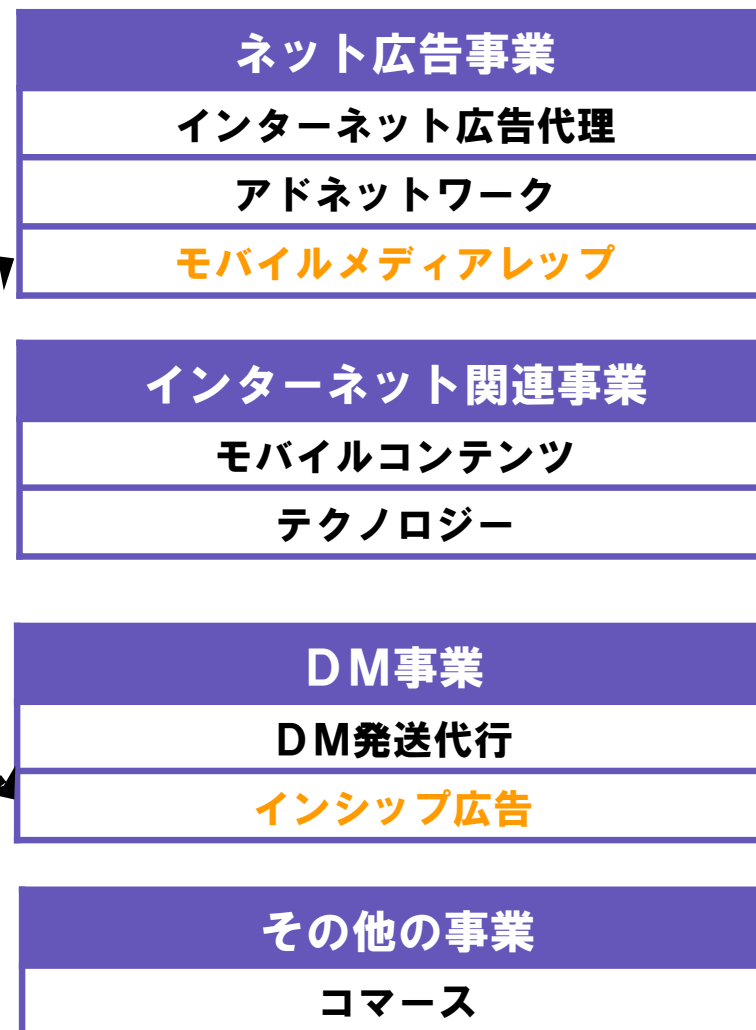 ネット広告事業
インターネット広告代理
アドネットワーク
モバイルメディアレップ
インターネット関連事業
モバイルコンテンツ
テクノロジー
ＤＭ事業
ＤＭ発送代行
インシップ広告
その他の事業
コマース